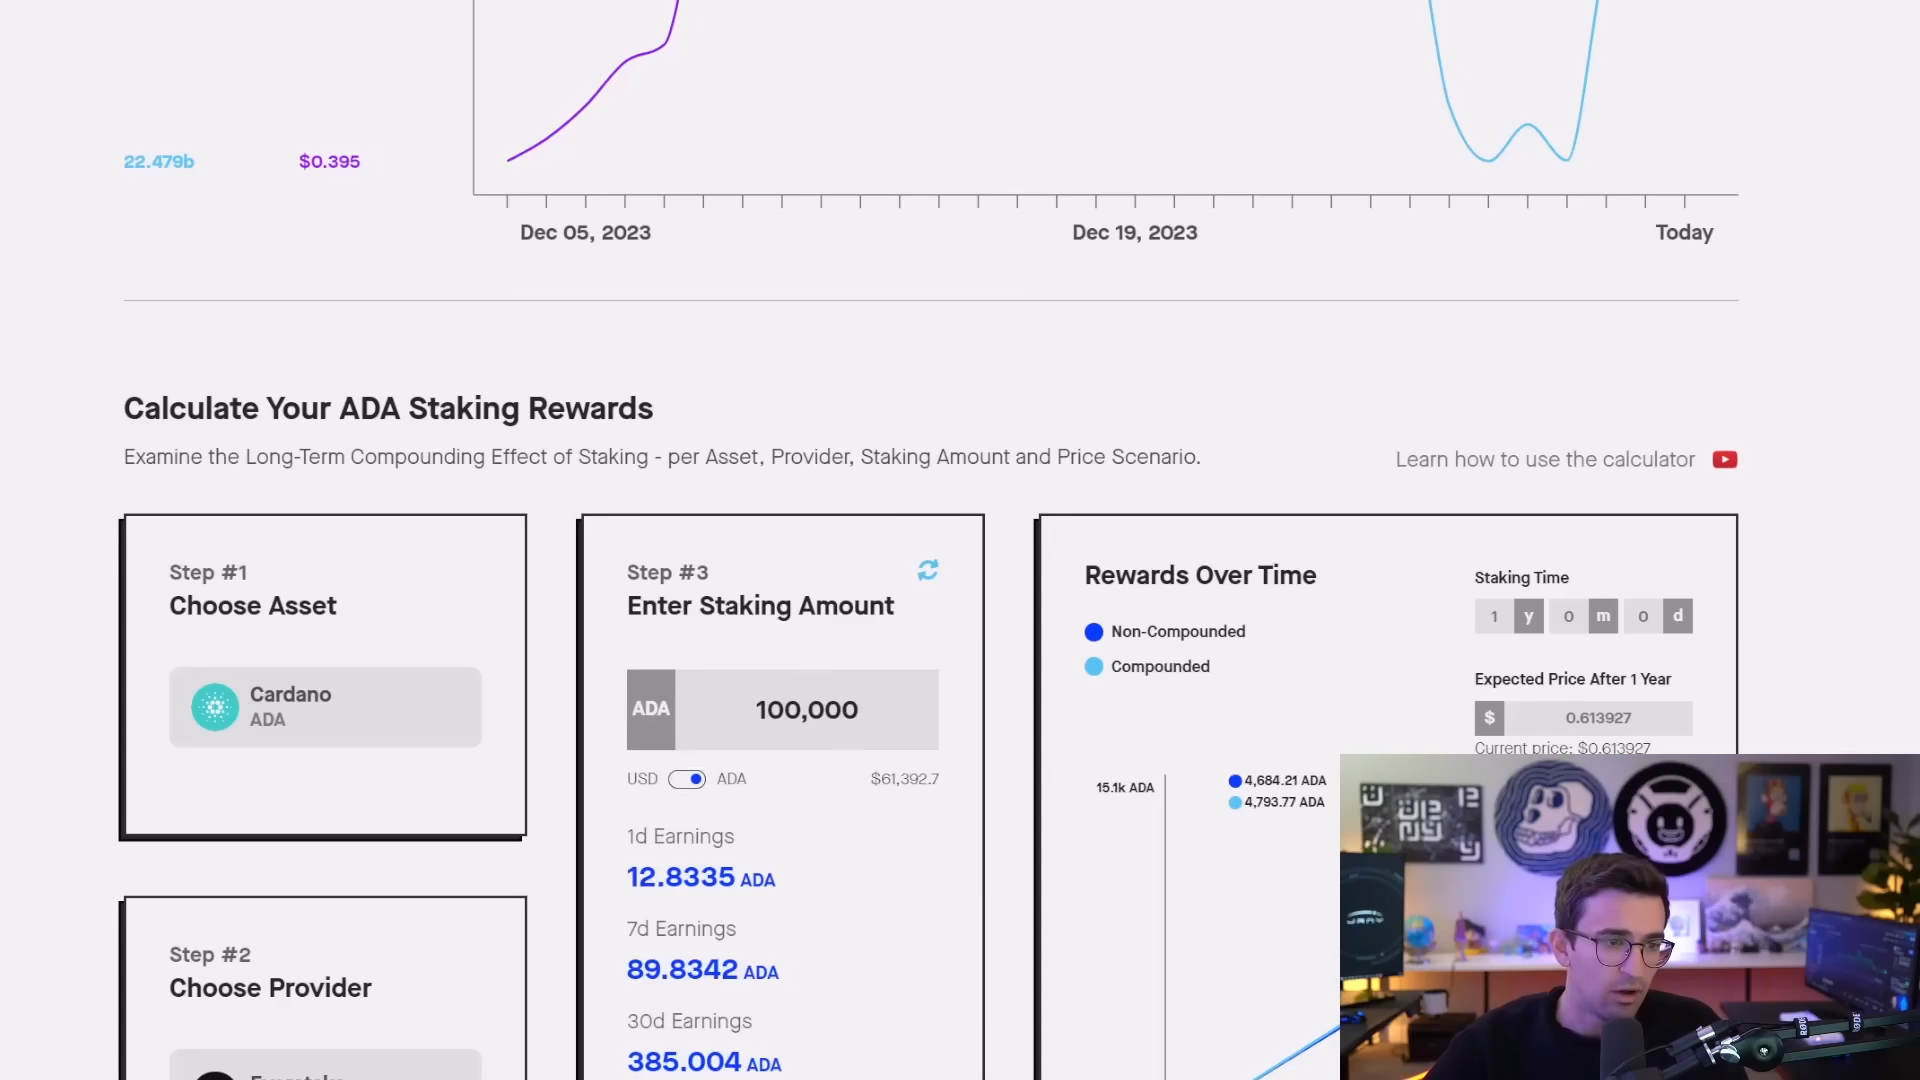 22.479b
$0.395
Dec 05, 2023
Dec 19, 2023
Today
Calculate Your ADA Staking Rewards
Examine the Long-Term Compounding Effect of Staking - per Asset, Provider, Staking Amount and Price Scenario.
Learn how to use the calculator
Step #1
Choose Asset
Cardano
ADA
Step #2
Choose Provider
Step #3
Enter Staking Amount
ADA
100,000
USD
ADA
$61,392.7
1d Earnings
12.8335 ADA
7d Earnings
89.8342 ADA
30d Earnings
385.004 ADA
Rewards Over Time
Non-Compounded
Compounded
Staking Time
1 y 0 m 0 d
Expected Price After 1 Year
$ 0.613927
Current price: $0.613927
15.1k ADA
4,684.21 ADA
4,793.77 ADA
RØDE
RØDE